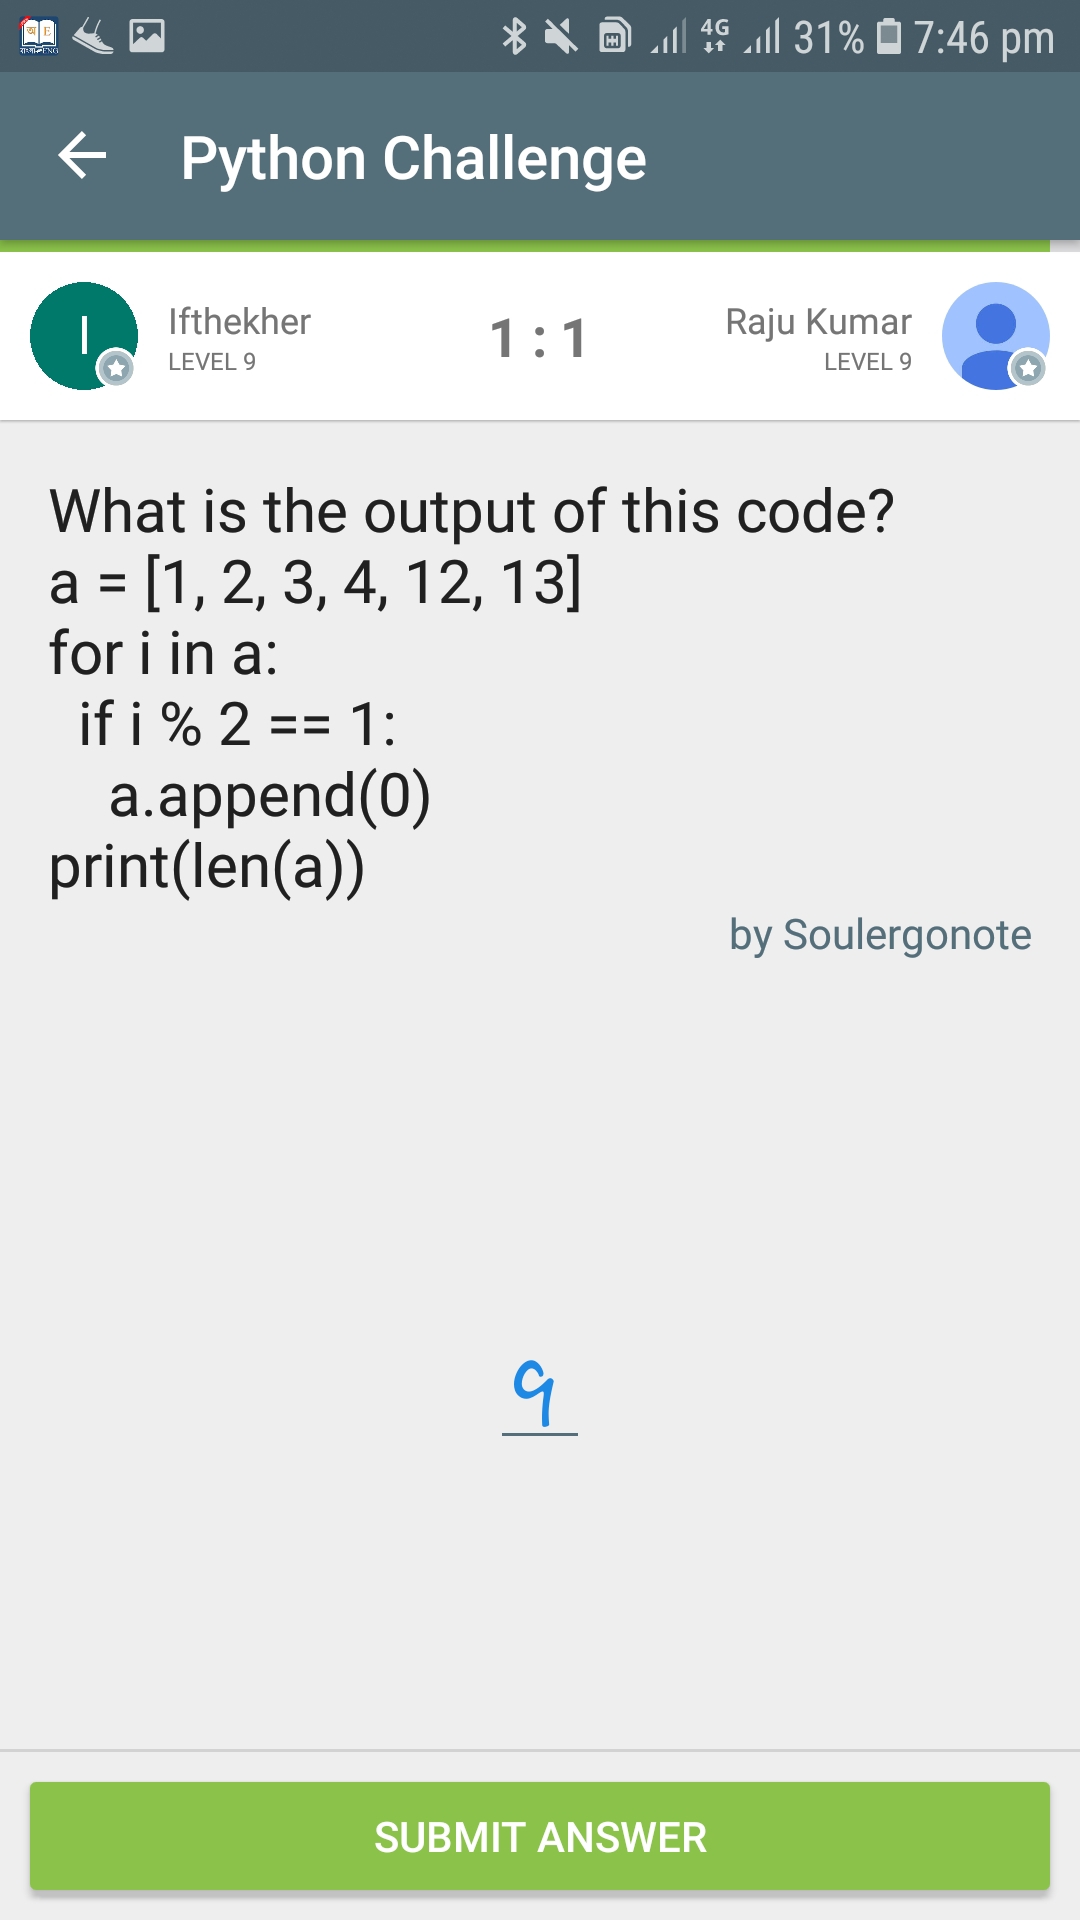 4G 31% 7:46 pm
Python Challenge
I Ifthekher 1 : 1 Raju Kumar
LEVEL 9 LEVEL 9
What is the output of this code?
a = [1, 2, 3, 4, 12, 13]
for i in a:
if i % 2 == 1:
a.append(0)
print(len(a))
by Soulergonote
9
SUBMIT ANSWER